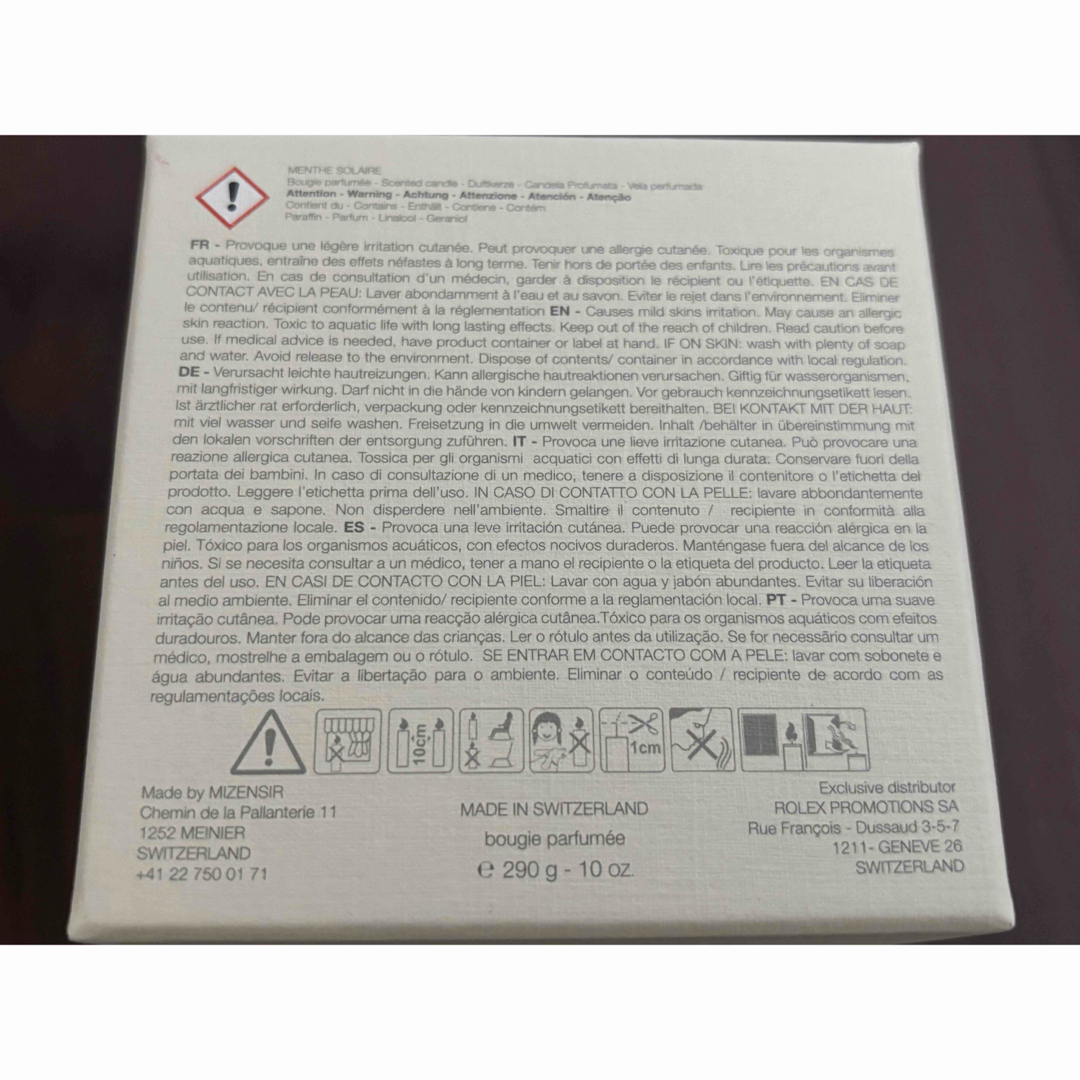 MENTHE SOLAIRE
Bougie parfumée - Scented candle - Duftkerze - Candela Profumata - Vela perfumada
Attention - Warning - Achtung - Attenzione - Atención - Atenção
Contient du - Contains - Enthält - Contiene - Contém
Paraffin - Parfum - Linalool - Geraniol
FR - Provoque une légère irritation cutanée. Peut provoquer une allergie cutanée. Toxique pour les organismes
aquatiques, entraîne des effets néfastes à long terme. Tenir hors de portée des enfants. Lire les précautions avant
utilisation. En cas de consultation d'un médecin, garder à disposition le récipient ou l'étiquette. EN CAS DE
CONTACT AVEC LA PEAU: Laver abondamment à l'eau et au savon. Eviter le rejet dans l'environnement. Eliminer
le contenu/ récipient conformément à la réglementation EN - Causes mild skins irritation. May cause an allergic
skin reaction. Toxic to aquatic life with long lasting effects. Keep out of the reach of children. Read caution before
use. If medical advice is needed, have product container or label at hand. IF ON SKIN: wash with plenty of soap
and water. Avoid release to the environment. Dispose of contents/ container in accordance with local regulation.
DE - Verursacht leichte hautreizungen. Kann allergische hautreaktionen verursachen. Giftig für wasserorganismen,
mit langfristiger wirkung. Darf nicht in die hände von kindern gelangen. Vor gebrauch kennzeichnungsetikett lesen.
Ist ärztlicher rat erforderlich, verpackung oder kennzeichnungsetikett bereithalten. BEI KONTAKT MIT DER HAUT:
mit viel wasser und seife washen. Freisetzung in die umwelt vermeiden. Inhalt /behälter in übereinstimmung mit
den lokalen vorschriften der entsorgung zuführen. IT - Provoca una lieve irritazione cutanea. Può provocare una
reazione allergica cutanea. Tossica per gli organismi acquatici con effetti di lunga durata. Conservare fuori della
portata dei bambini. In caso di consultazione di un medico, tenere a disposizione il contenitore o l'etichetta del
prodotto. Leggere l'etichetta prima dell'uso. IN CASO DI CONTATTO CON LA PELLE: lavare abbondamente
con acqua e sapone. Non disperdere nell'ambiente. Smaltire il contenuto / recipiente in conformità alla
regolamentazione locale. ES - Provoca una leve irritación cutánea. Puede provocar una reacción alérgica en la
piel. Tóxico para los organismos acuáticos, con efectos nocivos duraderos. Manténgase fuera del alcance de los
niños. Si se necesita consultar a un médico, tener a mano el recipiente o la etiqueta del producto. Leer la etiqueta
antes del uso. EN CASI DE CONTACTO CON LA PIEL: Lavar con agua y jabón abundantes. Evitar su liberación
al medio ambiente. Eliminar el contenido/ recipiente conforme a la reglamentación local. PT - Provoca uma suave
irritação cutânea. Pode provocar uma reacção alérgica cutânea.Tóxico para os organismos aquáticos com efeitos
duradouros. Manter fora do alcance das crianças. Ler o rótulo antes da utilização. Se for necessãrio consultar um
médico, mostrelhe a embalagem ou o rótulo. SE ENTRAR EM CONTACTO COM A PELE: lavar com sobonete e
água abundantes. Evitar a libertação para o ambiente. Eliminar o conteúdo / recipiente de acordo com as
regulamentações locais.
10cm
1cm
Made by MIZENSIR
Chemin de la Pallanterie 11
1252 MEINIER
SWITZERLAND
+41 22 750 01 71
MADE IN SWITZERLAND
bougie parfumée
e 290 g - 10 oz.
Exclusive distributor
ROLEX PROMOTIONS SA
Rue François - Dussaud 3-5-7
1211- GENEVE 26
SWITZERLAND